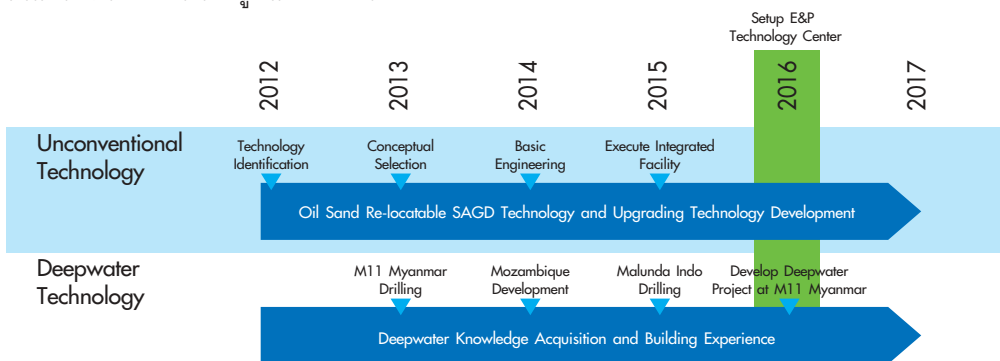 Setup E&P
Technology Center
2012
2013
2014
2015
2016
2017
Unconventional
Technology
Technology
Identification
Conceptual
Selection
Basic
Engineering
Execute Integrated
Facility
Oil Sand Re-locatable SAGD Technology and Upgrading Technology Development
Deepwater
Technology
M11 Myanmar
Drilling
Mozambique
Development
Malunda Indo
Drilling
Develop Deepwater
Project at M11 Myanmar
Deepwater Knowledge Acquisition and Building Experience